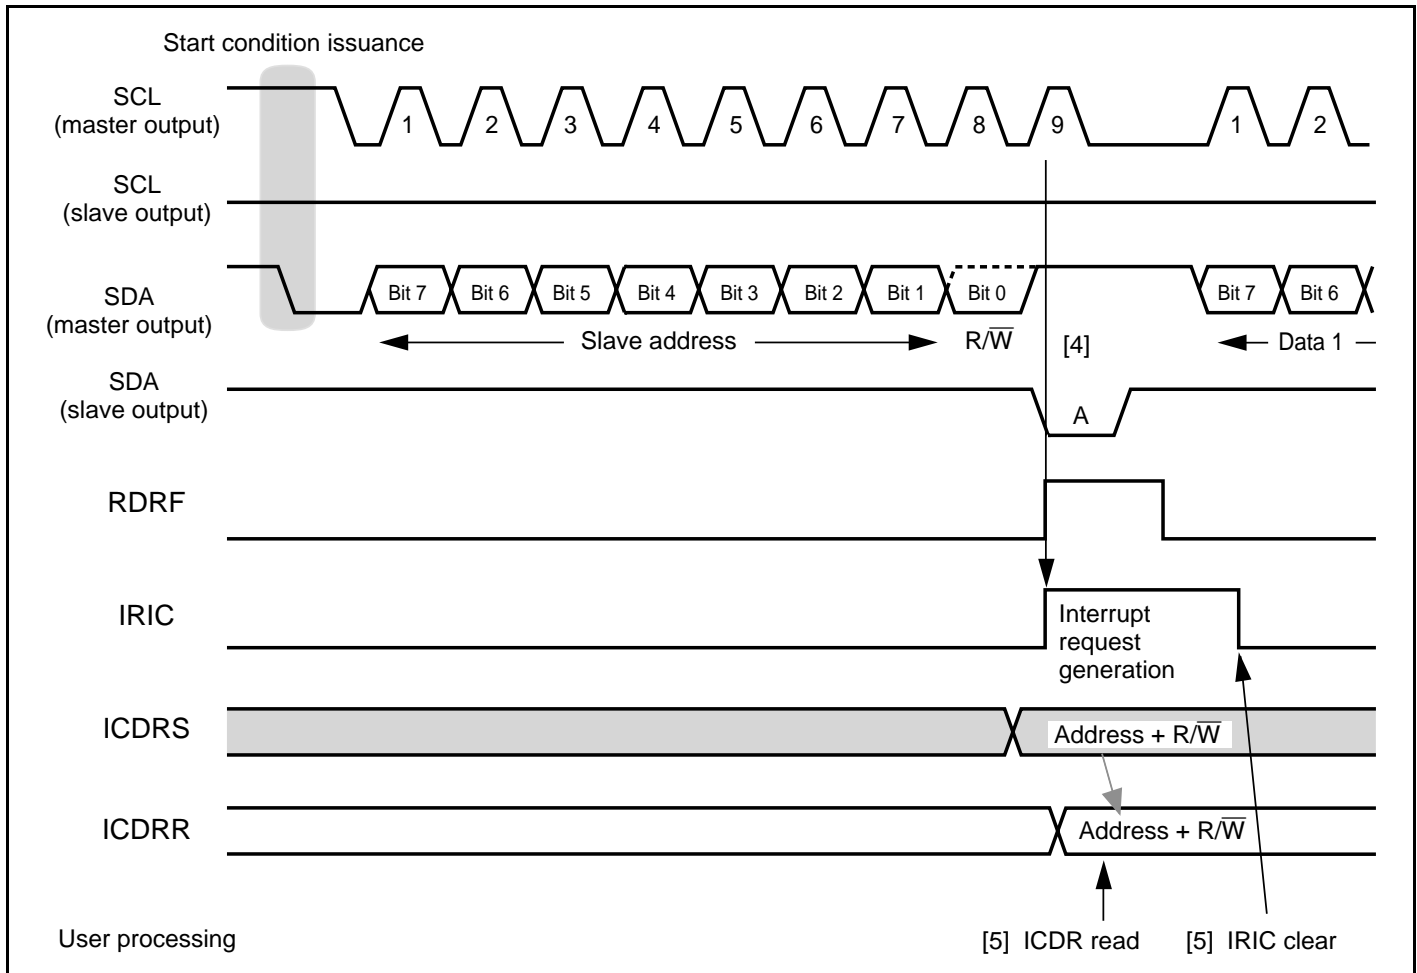 Start condition issuance
SCL
(master output)
1 2 3 4 5 6 7 8 9 1 2
SCL
(slave output)
SDA
(master output)
Bit 7 Bit 6 Bit 5 Bit 4 Bit 3 Bit 2 Bit 1 Bit 0 Bit 7 Bit 6
Slave address R/W̅ [4] Data 1
SDA
(slave output)
A
RDRF
IRIC
Interrupt
request
generation
ICDRS
Address + R/W̅
ICDRR
Address + R/W̅
User processing
[5] ICDR read
[5] IRIC clear